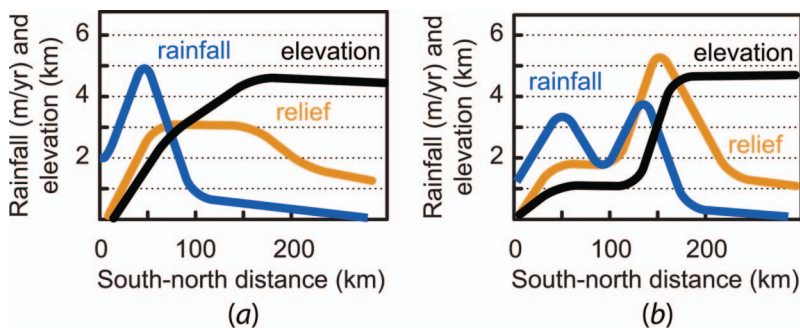 Rainfall (m/yr) and
elevation (km)
6
4
2
rainfall
elevation
relief
0
100
200
South-north distance (km)
(a)
Rainfall (m/yr) and
elevation (km)
6
4
2
elevation
rainfall
relief
0
100
200
South-north distance (km)
(b)